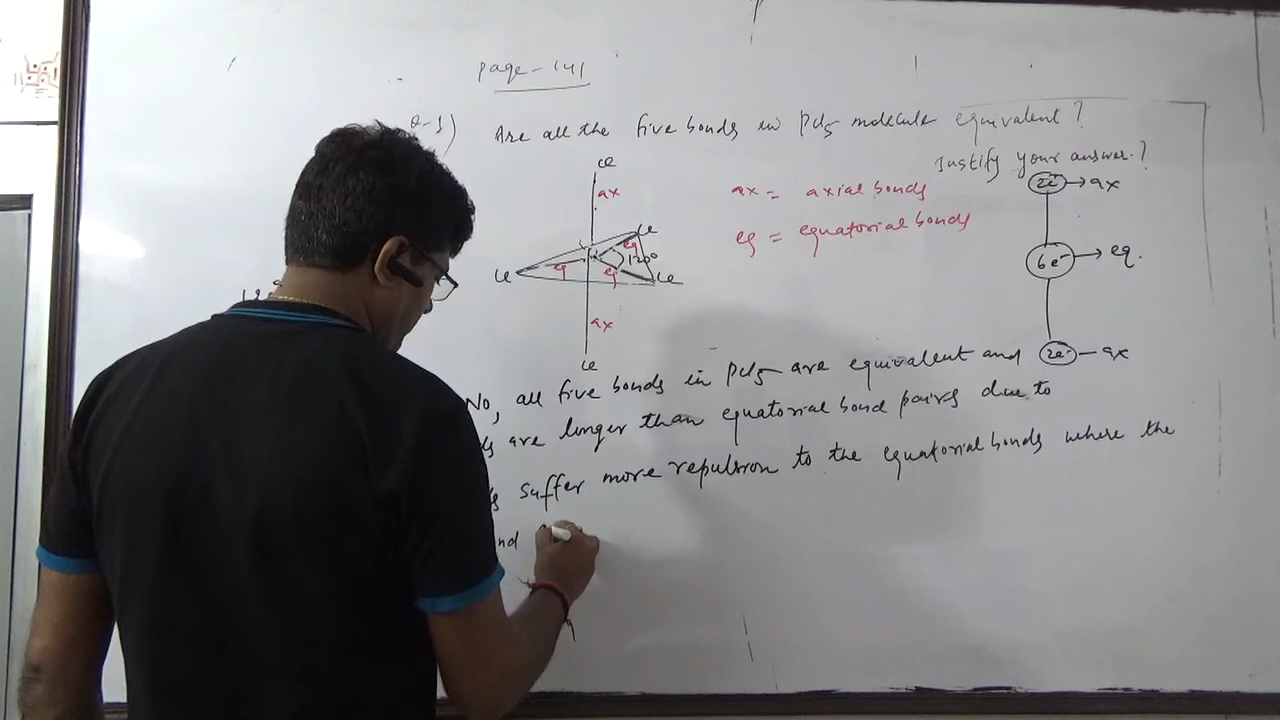 page-141
Q-1) Are all the five bonds in PCl5 molecule equivalent?
Justify your answer.?
Cl
ax
ax = axial bonds
2e⁻ → ax
Cl
eq
eq = equatorial bonds
120°
6e⁻ → eq.
Cl
eq
eq
Cl
ax
Cl
2e⁻ - ax
No, all five bonds in PCl5 are equivalent and
are longer than equatorial bond pairs due to
suffer more repulsion to the equatorial bonds where the